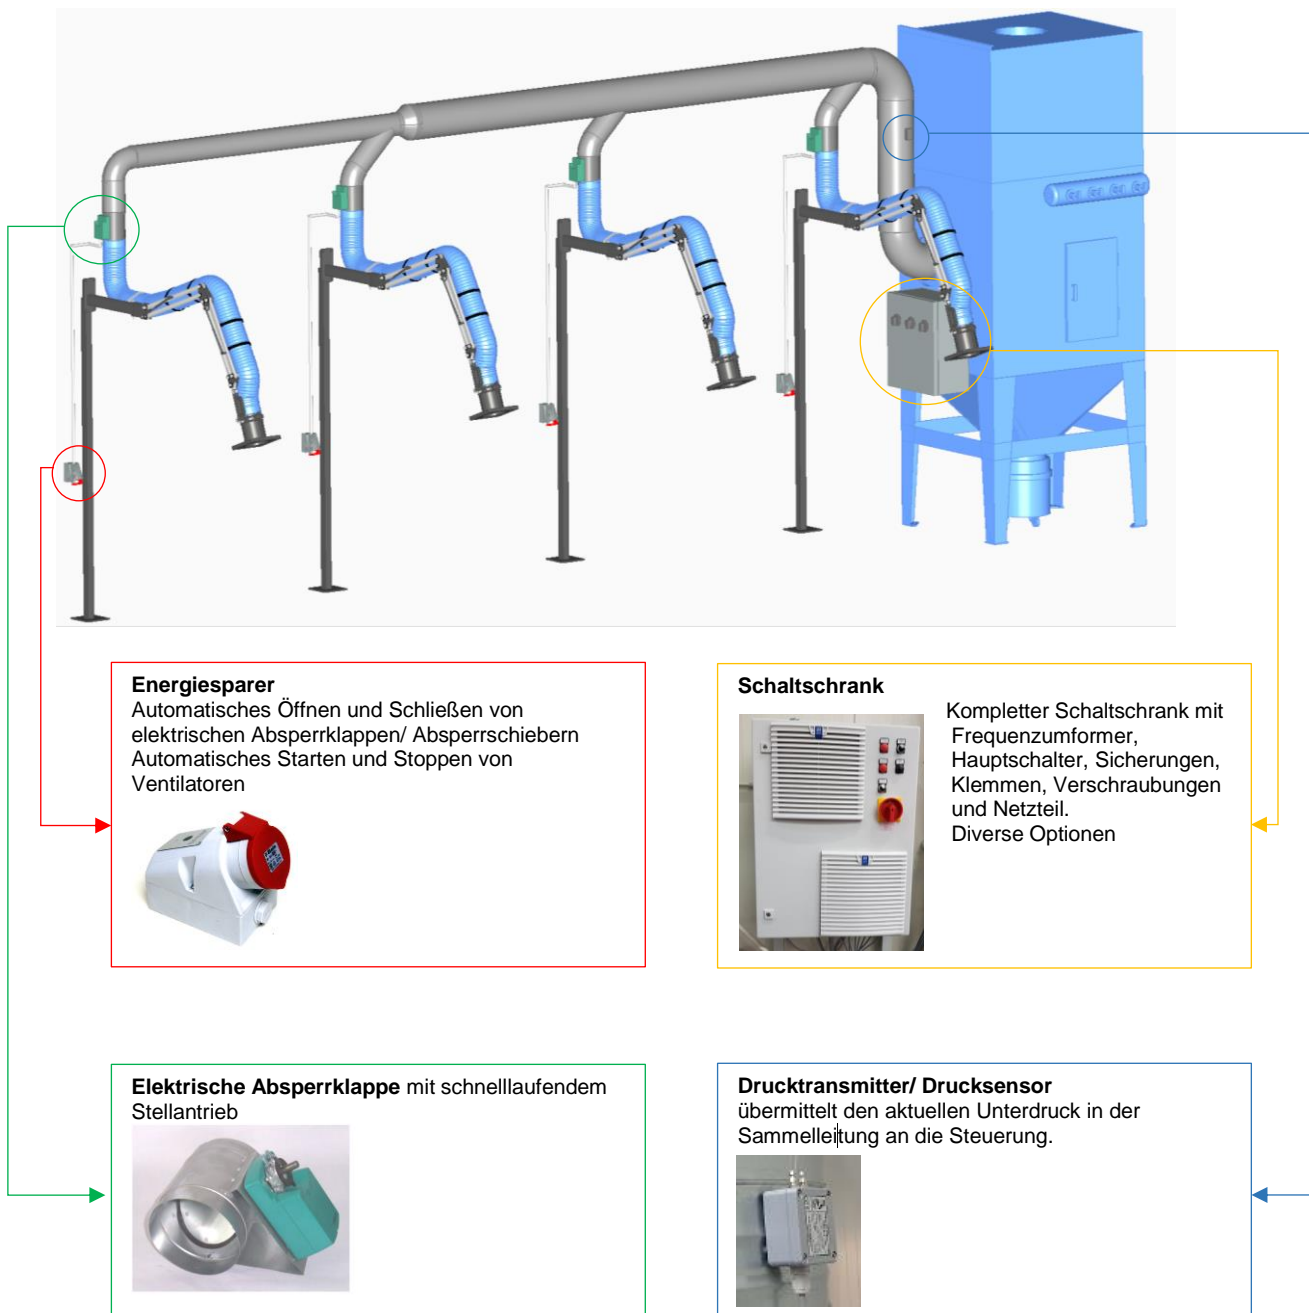 Energiesparer
Automatisches Öffnen und Schließen von
elektrischen Absperrklappen/ Absperrschiebern
Automatisches Starten und Stoppen von
Ventilatoren
Schaltschrank
Kompletter Schaltschrank mit
Frequenzumformer,
Hauptschalter, Sicherungen,
Klemmen, Verschraubungen
und Netzteil.
Diverse Optionen
Elektrische Absperrklappe mit schnelllaufendem
Stellantrieb
Drucktransmitter/ Drucksensor
übermittelt den aktuellen Unterdruck in der
Sammelleitung an die Steuerung.